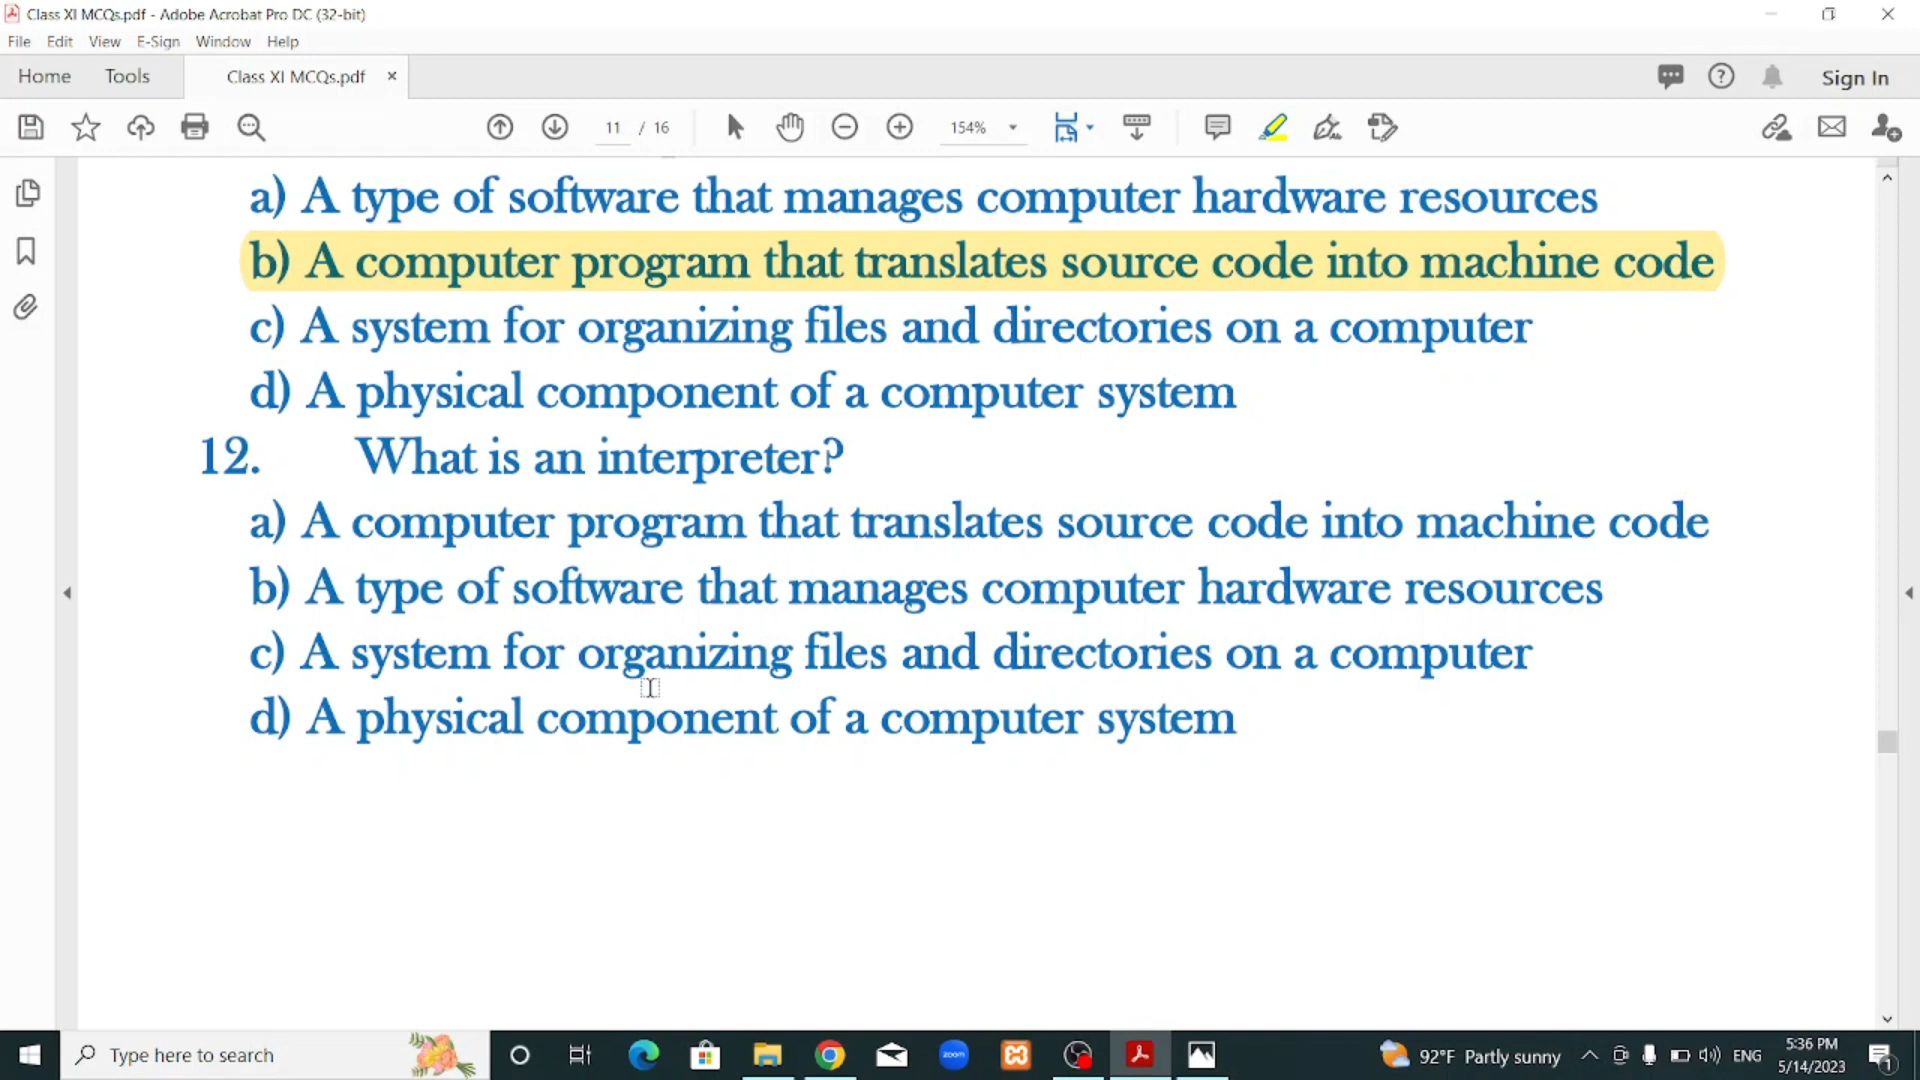 Class XI MCQs.pdf - Adobe Acrobat Pro DC (32-bit)
File Edit View E-Sign Window Help
Home Tools Class XI MCQs.pdf × Sign In
11 / 16 154%
a) A type of software that manages computer hardware resources
b) A computer program that translates source code into machine code
c) A system for organizing files and directories on a computer
d) A physical component of a computer system
12. What is an interpreter?
a) A computer program that translates source code into machine code
b) A type of software that manages computer hardware resources
c) A system for organizing files and directories on a computer
d) A physical component of a computer system
Type here to search zoom 92°F Partly sunny ENG 5:36 PM
5/14/2023 1